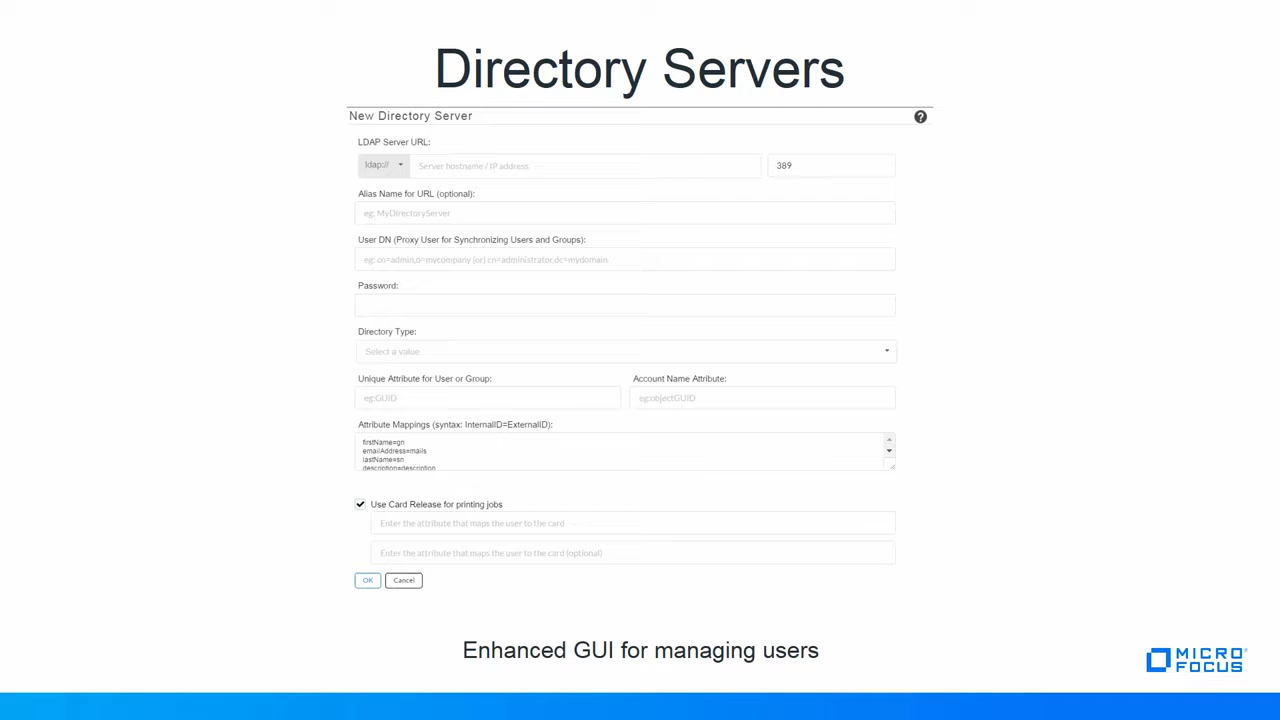 Directory Servers
New Directory Server
?
LDAP Server URL:
ldap:// Server hostname / IP address 389
Alias Name for URL (optional):
eg: MyDirectoryServer
User DN (Proxy User for Synchronizing Users and Groups):
eg: cn=admin,o=mycompany (or) cn=administrator,dc=mydomain
Password:
Directory Type:
Select a value
Unique Attribute for User or Group: Account Name Attribute:
eg:GUID eg:objectGUID
Attribute Mappings (syntax: InternalID=ExternalID):
firstName=gn
emailAddress=mails
lastName=sn
description=description
Use Card Release for printing jobs
Enter the attribute that maps the user to the card
Enter the attribute that maps the user to the card (optional)
OK Cancel
Enhanced GUI for managing users
MICRO
FOCUS